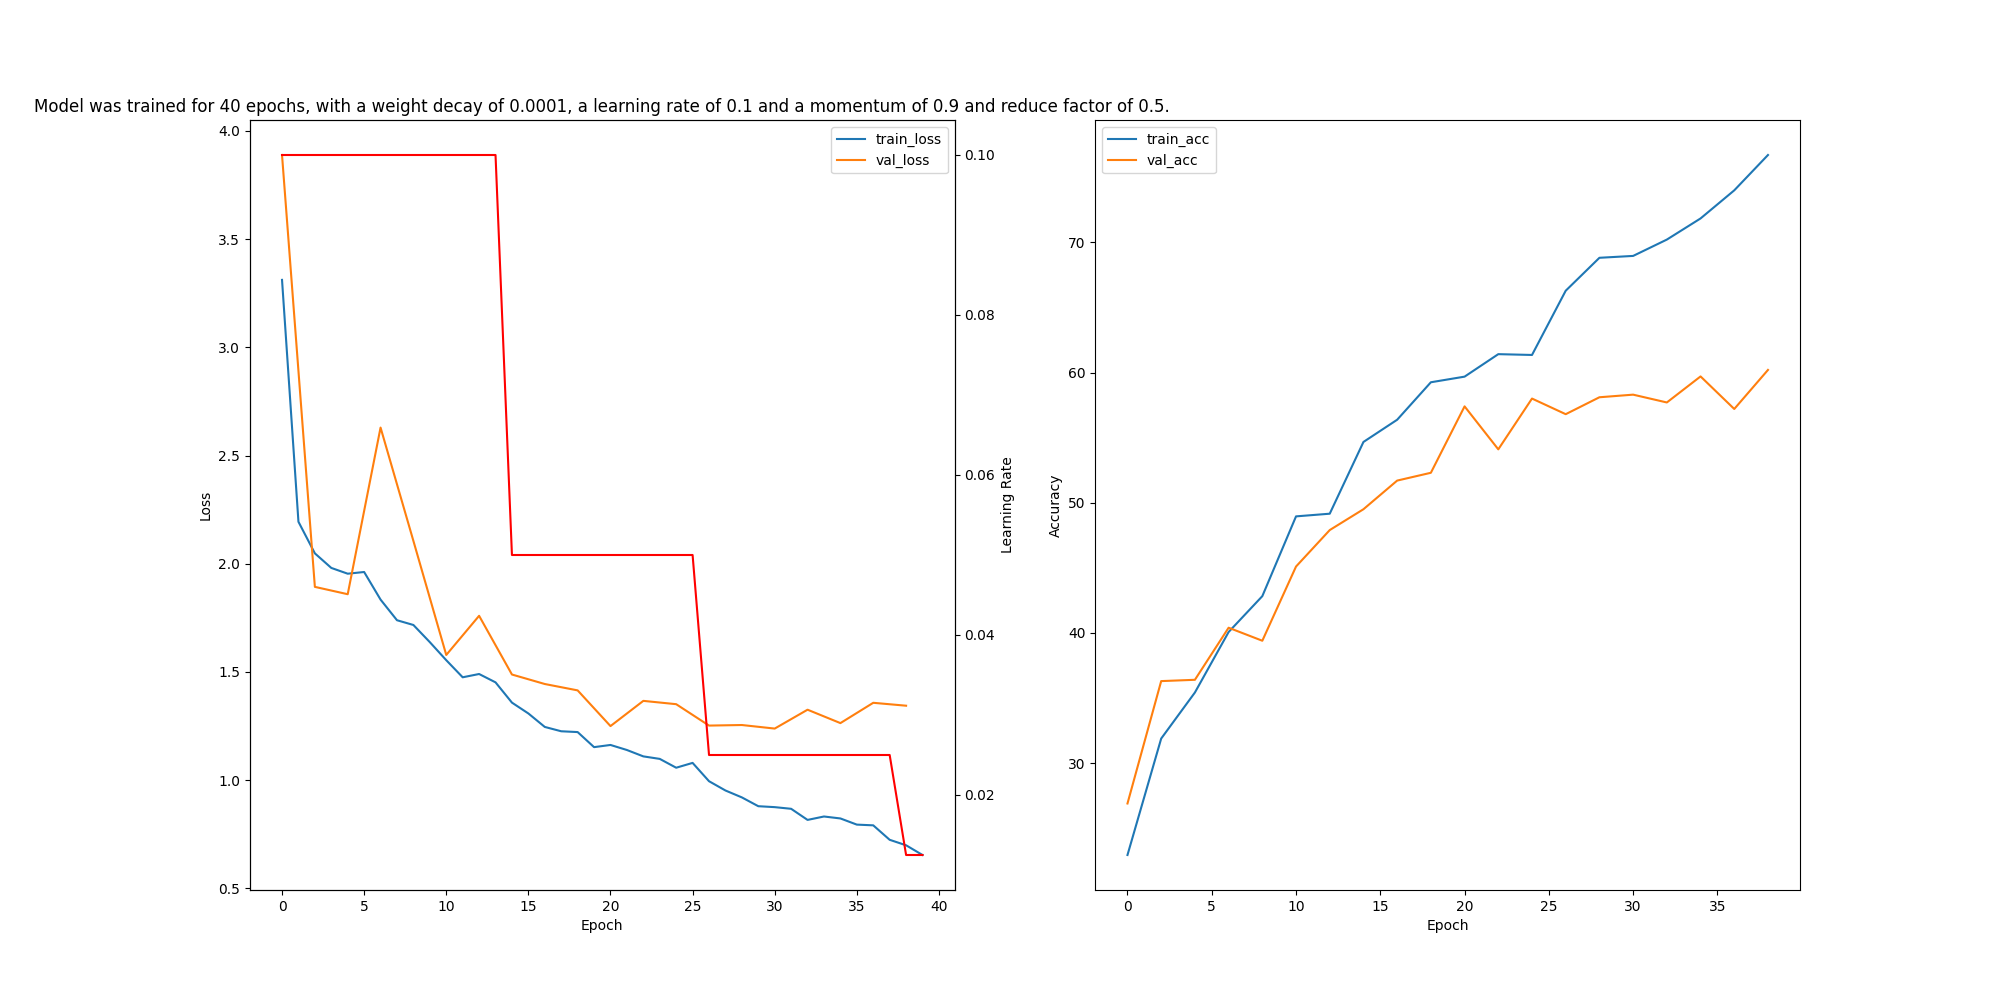 Model was trained for 40 epochs, with a weight decay of 0.0001, a learning rate of 0.1 and a momentum of 0.9 and reduce factor of 0.5.
train_loss
val_loss
4.0
3.5
3.0
2.5
2.0
1.5
1.0
0.5
Loss
0 5 10 15 20 25 30 35 40
Epoch
0.10
0.08
0.06
0.04
0.02
Learning Rate
train_acc
val_acc
70
60
50
40
30
Accuracy
0 5 10 15 20 25 30 35
Epoch